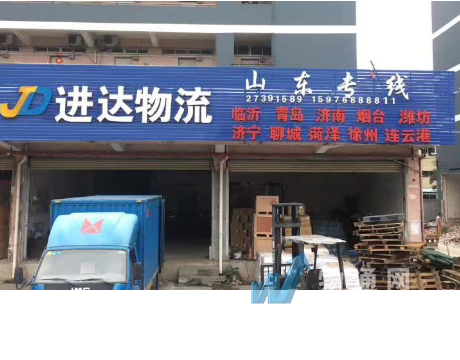 JD 进达物流
山东专线
27391589 15976888811
临沂 青岛 济南 烟台 潍坊
济宁 聊城 菏泽 徐州 连云港
JMC